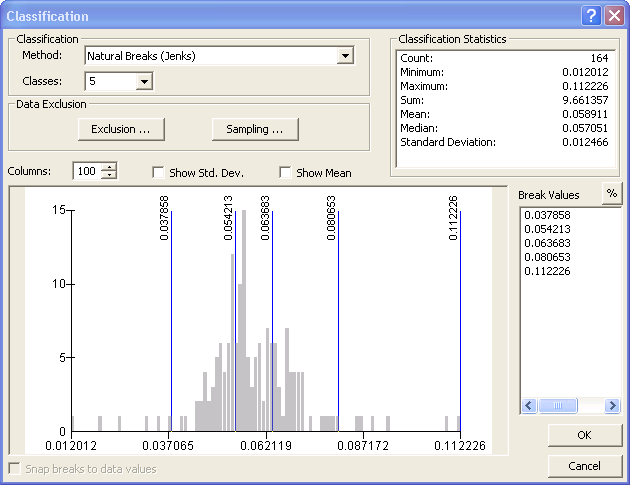 Classification
Classification
Method: Natural Breaks (Jenks)
Classes: 5
Data Exclusion
Exclusion ... Sampling ...
Classification Statistics
Count: 164
Minimum: 0.012012
Maximum: 0.112226
Sum: 9.661357
Mean: 0.058911
Median: 0.057051
Standard Deviation: 0.012466
Columns: 100 Show Std. Dev. Show Mean
Break Values %
0.037858
0.054213
0.063683
0.080653
0.112226
0.037858 0.054213 0.063683 0.080653 0.112226
15
10
5
0
0.012012 0.037065 0.062119 0.087172 0.112226
Snap breaks to data values
OK
Cancel